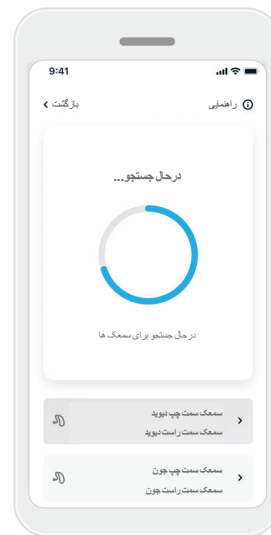 9:41
راهنمایی
بازگشت
درحال جستجو...
درحال جستجو برای سمعک ها
سمعک سمت چپ دیوید
سمعک سمت راست دیوید
سمعک سمت چپ جون
سمعک سمت راست جون